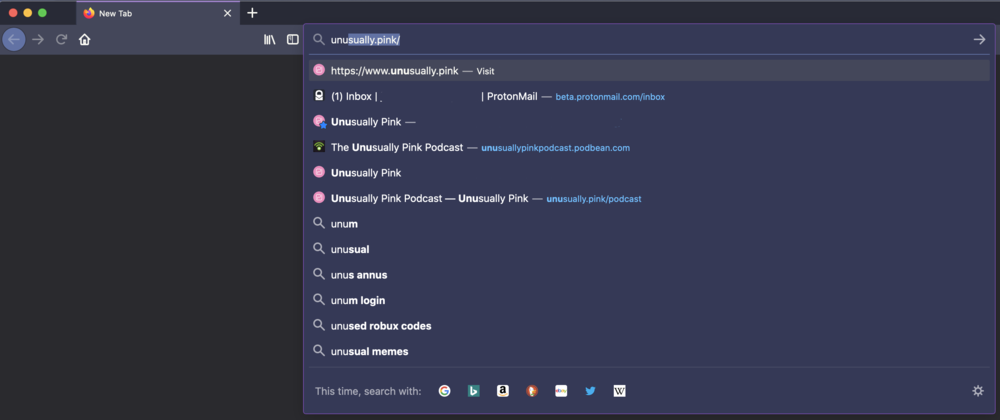 New Tab
unusually.pink/
https://www.unusually.pink — Visit
(1) Inbox | | ProtonMail — beta.protonmail.com/inbox
Unusually Pink —
The Unusually Pink Podcast — unusuallypinkpodcast.podbean.com
Unusually Pink
Unusually Pink Podcast — Unusually Pink — unusually.pink/podcast
unum
unusual
unus annus
unum login
unused robux codes
unusual memes
This time, search with: